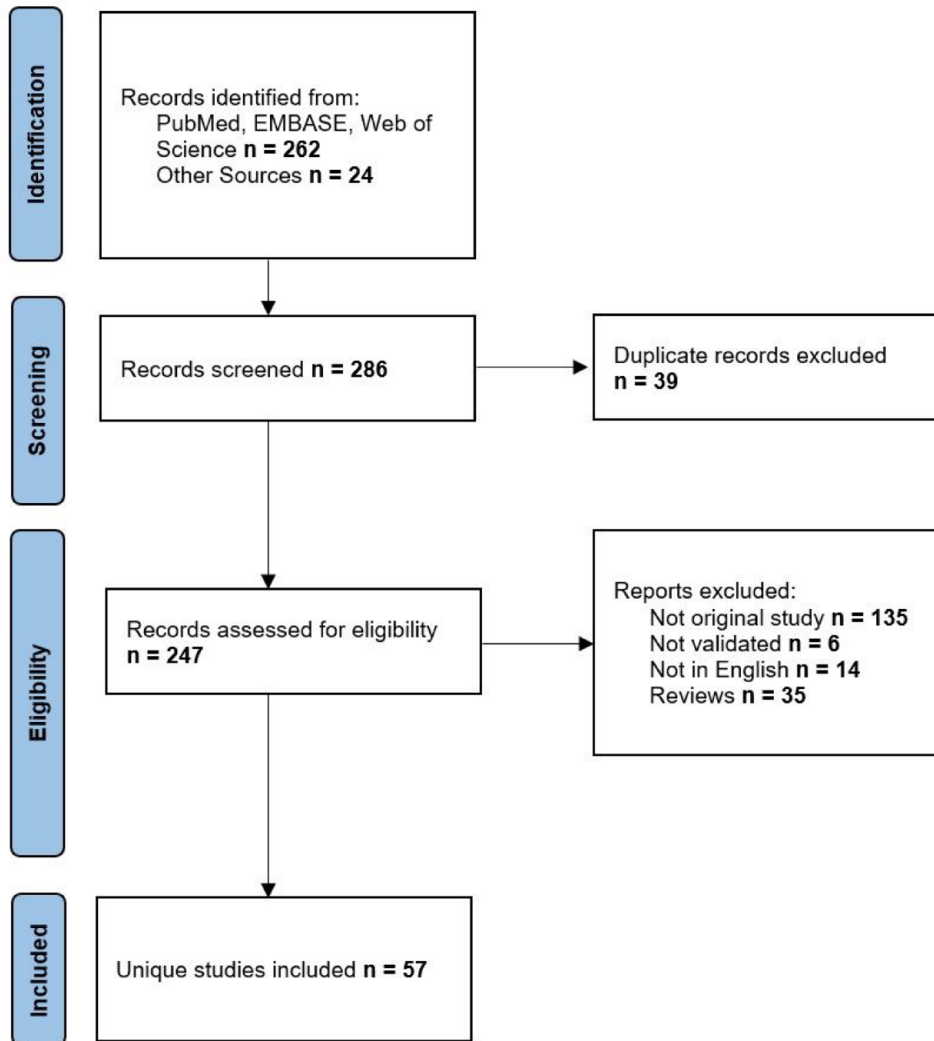 Identification
Records identified from:
PubMed, EMBASE, Web of
Science n = 262
Other Sources n = 24
Screening
Records screened n = 286
Duplicate records excluded
n = 39
Eligibility
Records assessed for eligibility
n = 247
Reports excluded:
Not original study n = 135
Not validated n = 6
Not in English n = 14
Reviews n = 35
Included
Unique studies included n = 57